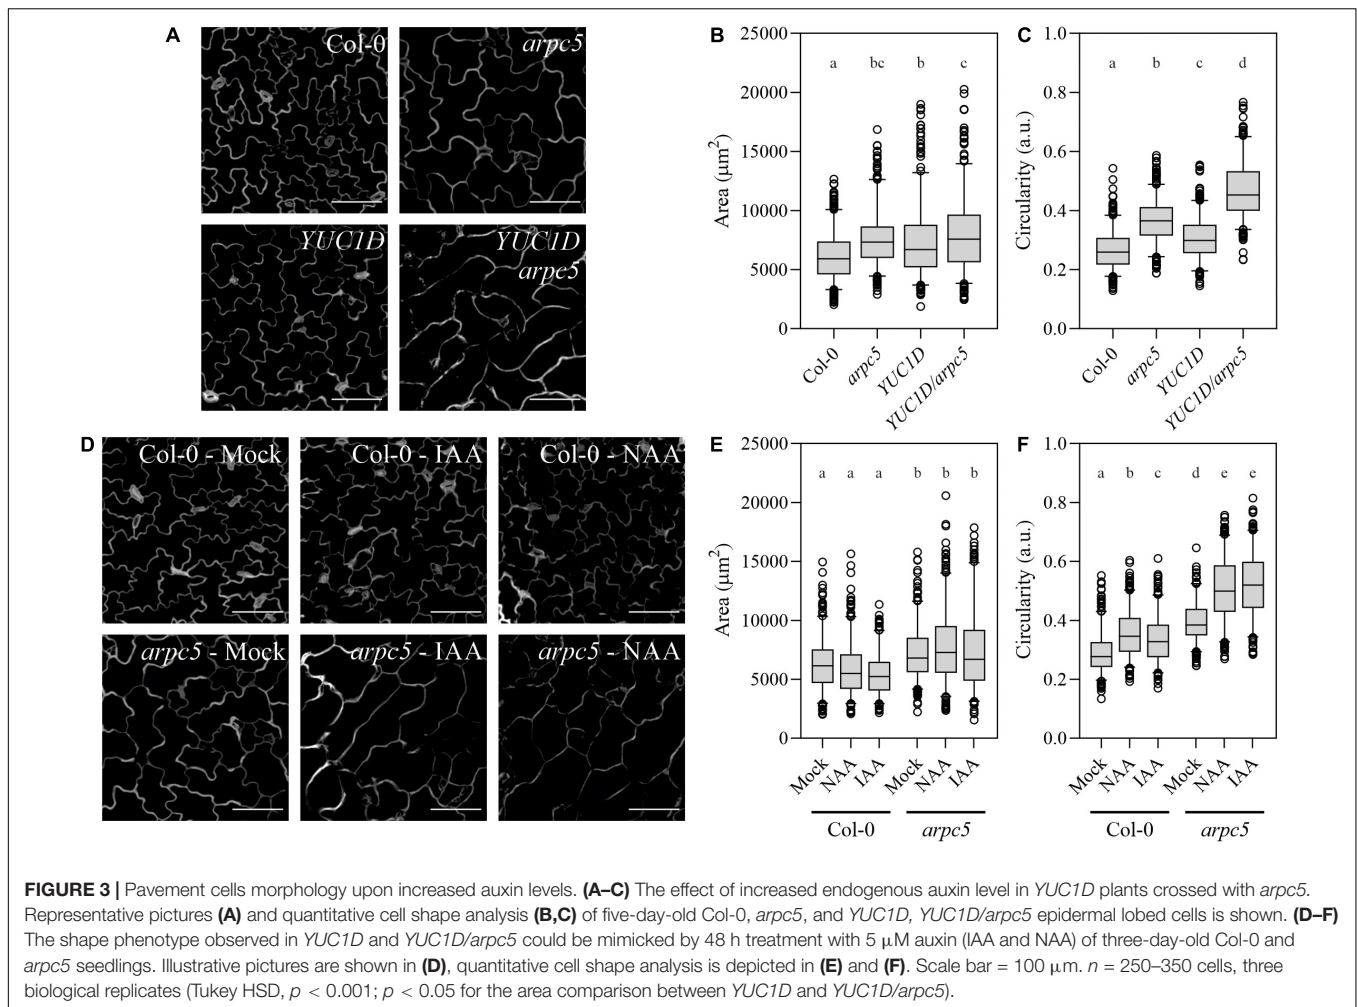 A
Col-0
arpc5
YUC1D
YUC1D
arpc5
B
25000
20000
15000
10000
5000
0
Area (μm²)
a
bc
b
c
Col-0
arpc5
YUC1D
YUC1D/arpc5
C
1.0
0.8
0.6
0.4
0.2
0.0
Circularity (a.u.)
a
b
c
d
Col-0
arpc5
YUC1D
YUC1D/arpc5
D
Col-0 - Mock
Col-0 - IAA
Col-0 - NAA
arpc5 - Mock
arpc5 - IAA
arpc5 - NAA
E
25000
20000
15000
10000
5000
0
Area (μm²)
a a a b b b
Mock
NAA
IAA
Mock
NAA
IAA
Col-0
arpc5
F
1.0
0.8
0.6
0.4
0.2
0.0
Circularity (a.u.)
a b c d e e
Mock
NAA
IAA
Mock
NAA
IAA
Col-0
arpc5
FIGURE 3 | Pavement cells morphology upon increased auxin levels. (A–C) The effect of increased endogenous auxin level in YUC1D plants crossed with arpc5.
Representative pictures (A) and quantitative cell shape analysis (B,C) of five-day-old Col-0, arpc5, and YUC1D, YUC1D/arpc5 epidermal lobed cells is shown. (D–F)
The shape phenotype observed in YUC1D and YUC1D/arpc5 could be mimicked by 48 h treatment with 5 μM auxin (IAA and NAA) of three-day-old Col-0 and
arpc5 seedlings. Illustrative pictures are shown in (D), quantitative cell shape analysis is depicted in (E) and (F). Scale bar = 100 μm. n = 250–350 cells, three
biological replicates (Tukey HSD, p < 0.001; p < 0.05 for the area comparison between YUC1D and YUC1D/arpc5).